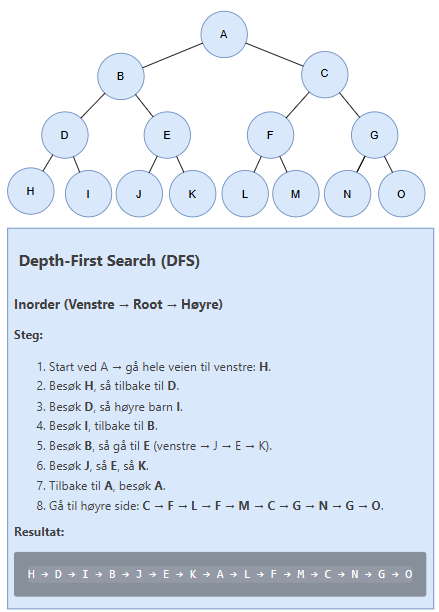 A
B
C
D
E
F
G
H
I
J
K
L
M
N
O
Depth-First Search (DFS)
Inorder (Venstre → Root → Høyre)
Steg:
1. Start ved A → gå hele veien til venstre: H.
2. Besøk H, så tilbake til D.
3. Besøk D, så høyre barn I.
4. Besøk I, tilbake til B.
5. Besøk B, så gå til E (venstre → J → E → K).
6. Besøk J, så E, så K.
7. Tilbake til A, besøk A.
8. Gå til høyre side: C → F → L → F → M → C → G → N → G → O.
Resultat:
H → D → I → B → J → E → K → A → L → F → M → C → N → G → O